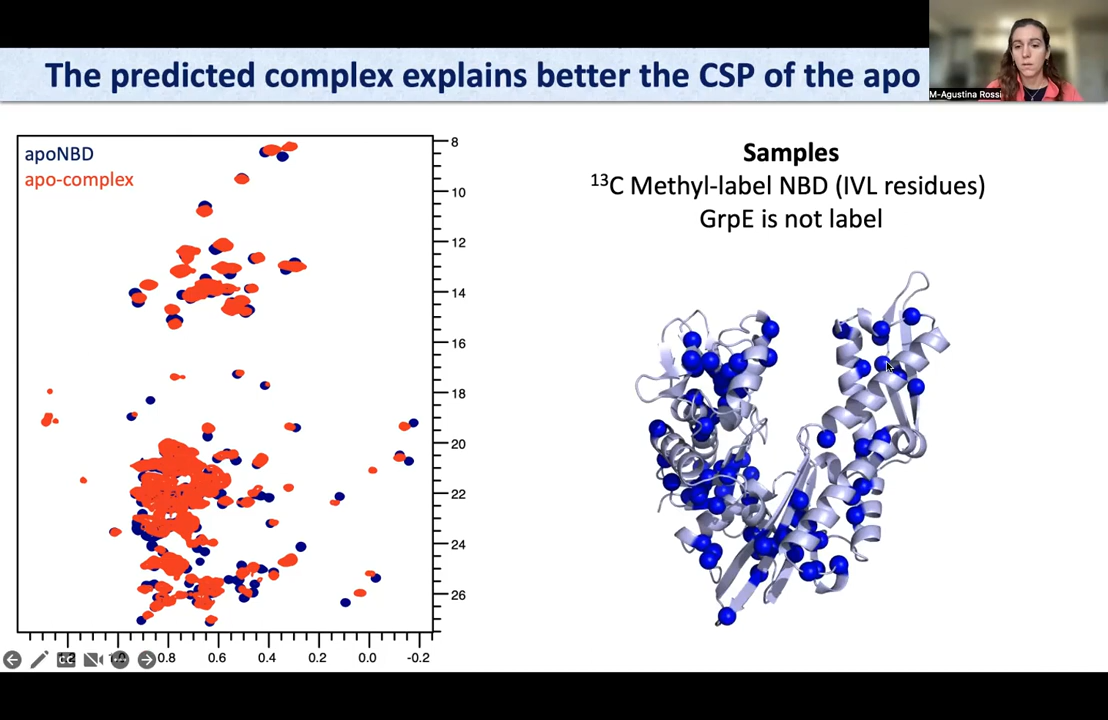 The predicted complex explains better the CSP of the apo
M-Agustina Rossi
apoNBD
apo-complex
8
10
12
14
16
18
20
22
24
26
0.8
0.6
0.4
0.2
0.0
-0.2
Samples
13C Methyl-label NBD (IVL residues)
GrpE is not label